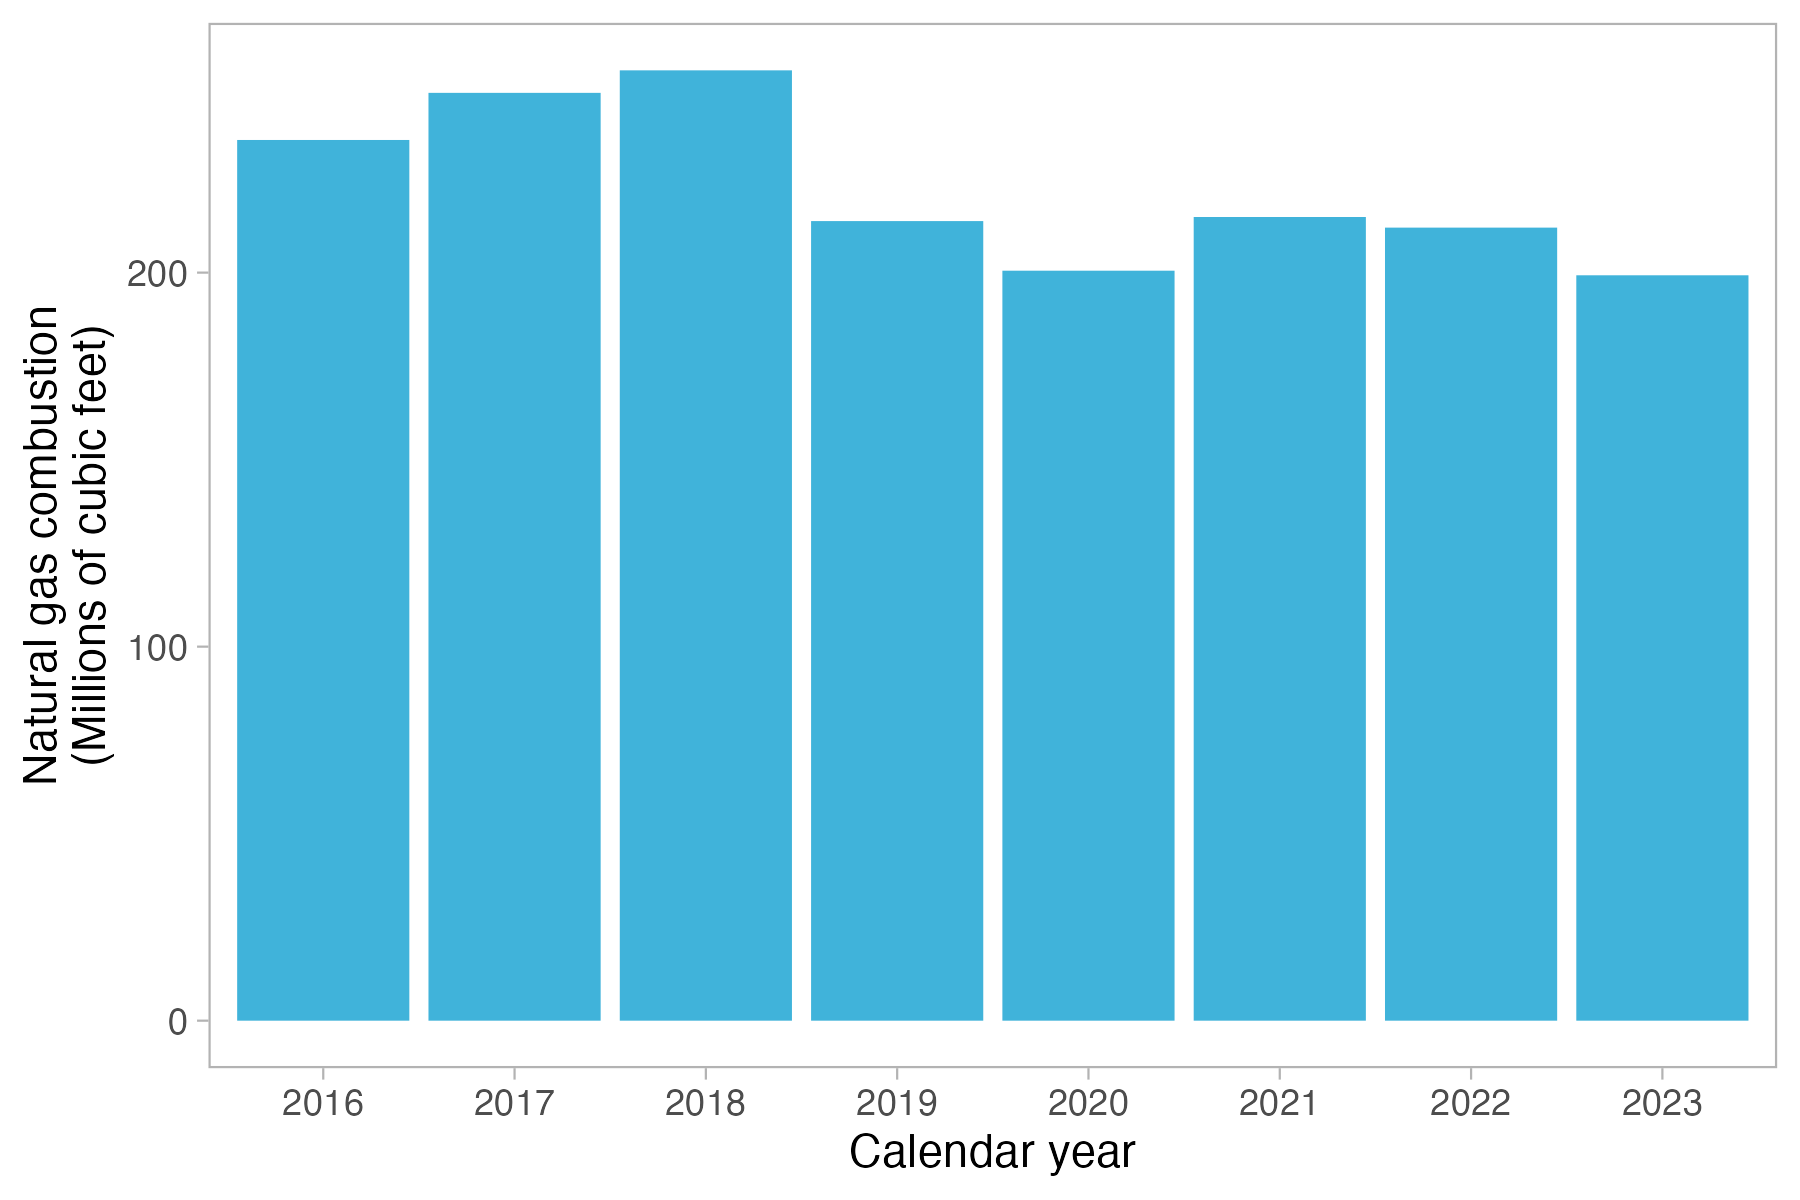 Natural gas combustion
(Millions of cubic feet)
200
100
0
2016 2017 2018 2019 2020 2021 2022 2023
Calendar year